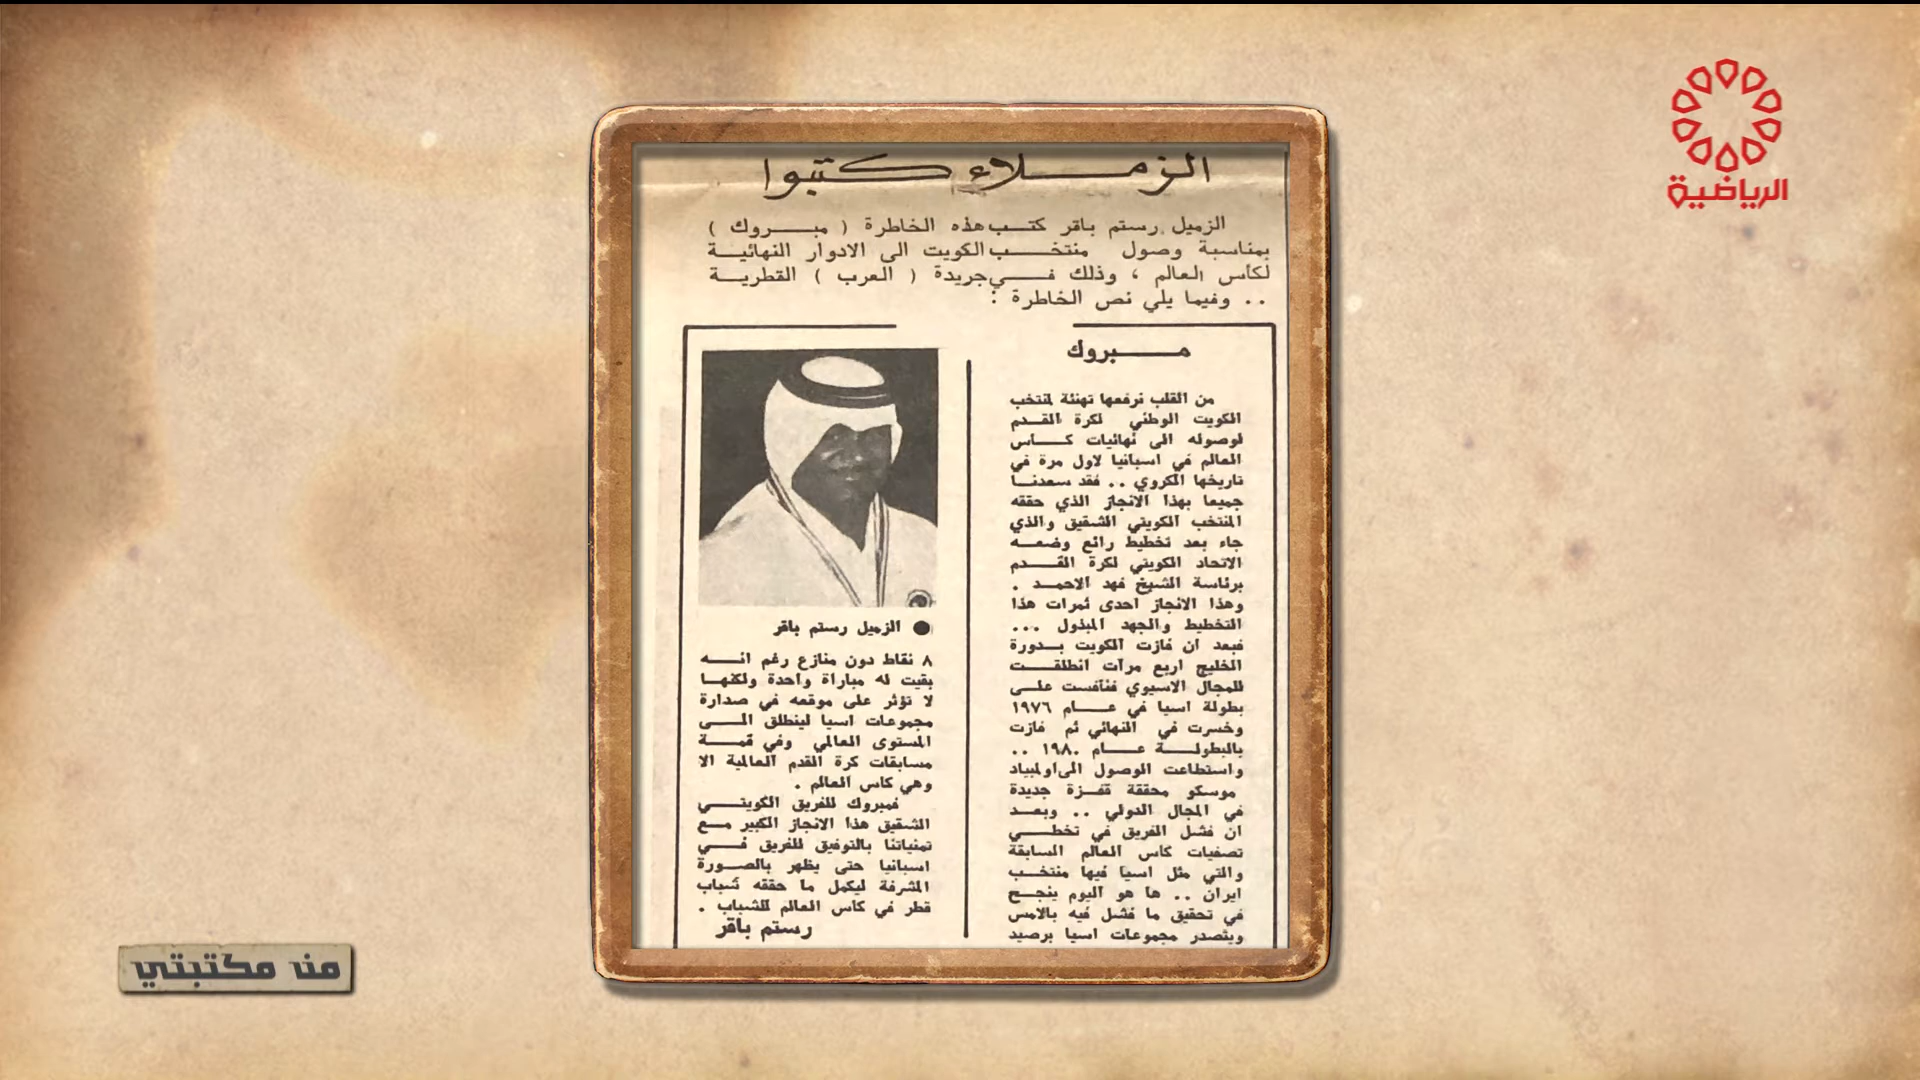 الرياضية
الزملاء كتبوا
الزميل رستم باقر كتب هذه الخاطرة ( مبروك )
بمناسبة وصول منتخب الكويت الى الادوار النهائية
لكأس العالم ، وذلك في جريدة ( العرب ) القطرية
.. وفيما يلي نص الخاطرة :
مبروك
من القلب نرفعها تهنئة لمنتخب
الكويت الوطني لكرة القدم
لوصوله الى نهائيات كاس
العالم في اسبانيا لاول مرة في
تاريخها الكروي .. فقد سعدنا
جميعا بهذا الانجاز الذي حققه
المنتخب الكويتي الشقيق والذي
جاء بعد تخطيط رائع وضعه
الاتحاد الكويتي لكرة القدم
برئاسة الشيخ فهد الاحمد .
وهذا الانجاز احدى ثمرات هذا
التخطيط والجهد المبذول ...
فبعد ان فازت الكويت بدورة
الخليج اربع مرات انطلقت
للمجال الاسيوي فنافست على
بطولة اسيا في عام ١٩٧٦
وخسرت في النهائي ثم فازت
بالبطولة عام ١٩٨٠ ..
واستطاعت الوصول الى اولمبياد
موسكو محققة قفزة جديدة
في المجال الدولي .. وبعد
ان فشل الفريق في تخطي
تصفيات كاس العالم السابقة
والتي مثل اسيا فيها منتخب
ايران .. ها هو اليوم ينجح
في تحقيق ما فشل فيه بالامس
ويتصدر مجموعات اسيا برصيد
● الزميل رستم باقر
٨ نقاط دون منازع رغم انه
بقيت له مباراة واحدة ولكنها
لا تؤثر على موقعه في صدارة
مجموعات اسيا لينطلق الى
المستوى العالمي وفي قمة
مسابقات كرة القدم العالمية الا
وهي كاس العالم .
فمبروك للفريق الكويتي
الشقيق هذا الانجاز الكبير مع
تمنياتنا بالتوفيق للفريق في
اسبانيا حتى يظهر بالصورة
المشرفة ليكمل ما حققه شباب
قطر في كاس العالم للشباب .
رستم باقر
من مكتبتي